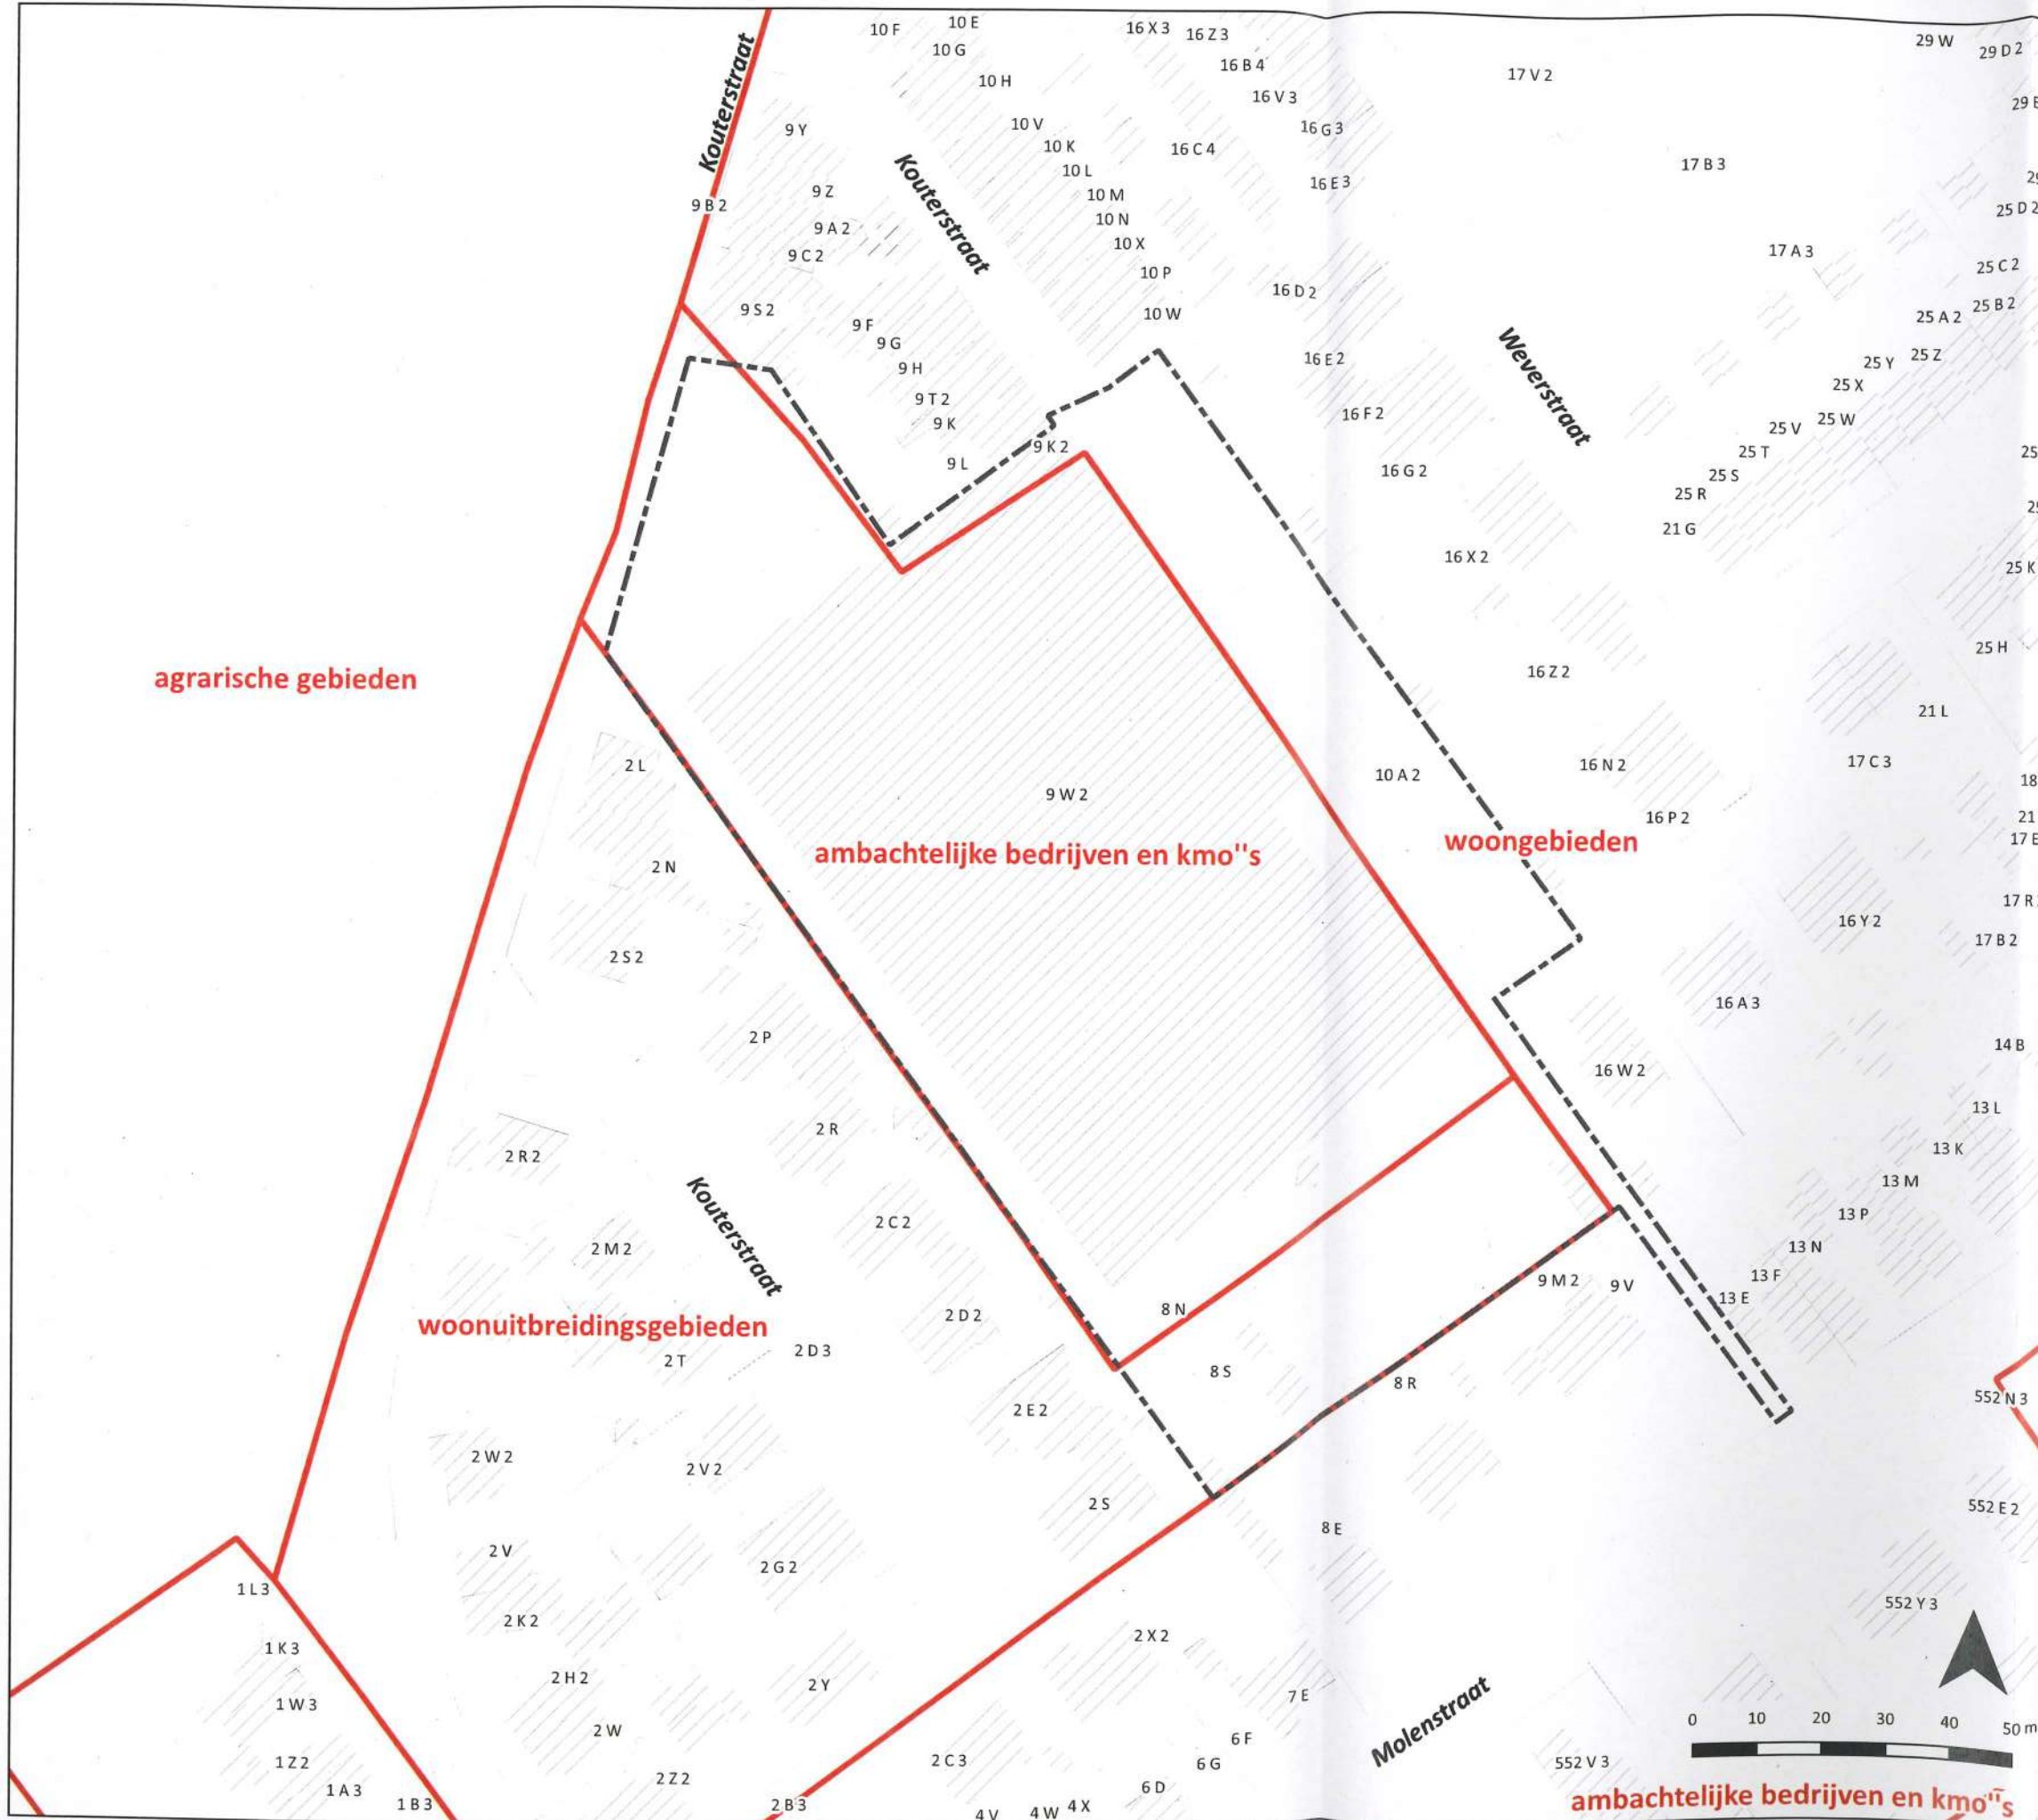 10 F
10 E
10 G
10 H
10 V
10 K
10 L
10 M
10 N
10 X
10 P
10 W
16 X 3
16 Z 3
16 B 4
16 V 3
16 G 3
16 C 4
16 E 3
16 D 2
16 E 2
16 F 2
16 G 2
16 X 2
16 Z 2
16 N 2
16 P 2
17 V 2
17 B 3
17 A 3
29 W
29 D 2
25 D 2
25 C 2
25 B 2
25 A 2
25 Z
25 Y
25 X
25 W
25 V
25 T
25 S
25 R
21 G
25 K
25 H
21 L
17 C 3
Kouterstraat
9 Y
9 Z
9 B 2
9 A 2
9 C 2
9 S 2
9 F
9 G
9 H
9 T 2
9 K
9 L
9 K 2
Kouterstraat
Weverstraat
agrarische gebieden
2 L
2 N
2 S 2
2 P
2 R
2 R 2
9 W 2
ambachtelijke bedrijven en kmo"s
10 A 2
woongebieden
16 Y 2
17 R
17 B 2
16 A 3
16 W 2
14 B
13 L
13 K
13 M
13 P
13 N
13 F
13 E
Kouterstraat
2 C 2
2 M 2
2 D 2
woonuitbreidingsgebieden
2 T
2 D 3
2 E 2
2 W 2
2 V 2
2 S
8 N
8 S
8 R
9 M 2
9 V
8 E
552 N 3
552 E 2
552 Y 3
2 V
2 G 2
2 K 2
1 L 3
1 K 3
1 W 3
1 Z 2
1 A 3
1 B 3
2 H 2
2 Y
2 W
2 Z 2
2 B 3
2 C 3
2 X 2
7 E
6 F
6 G
6 D
4 V
4 W
4 X
Molenstraat
552 V 3
0 10 20 30 40 50 m
ambachtelijke bedrijven en kmo"s